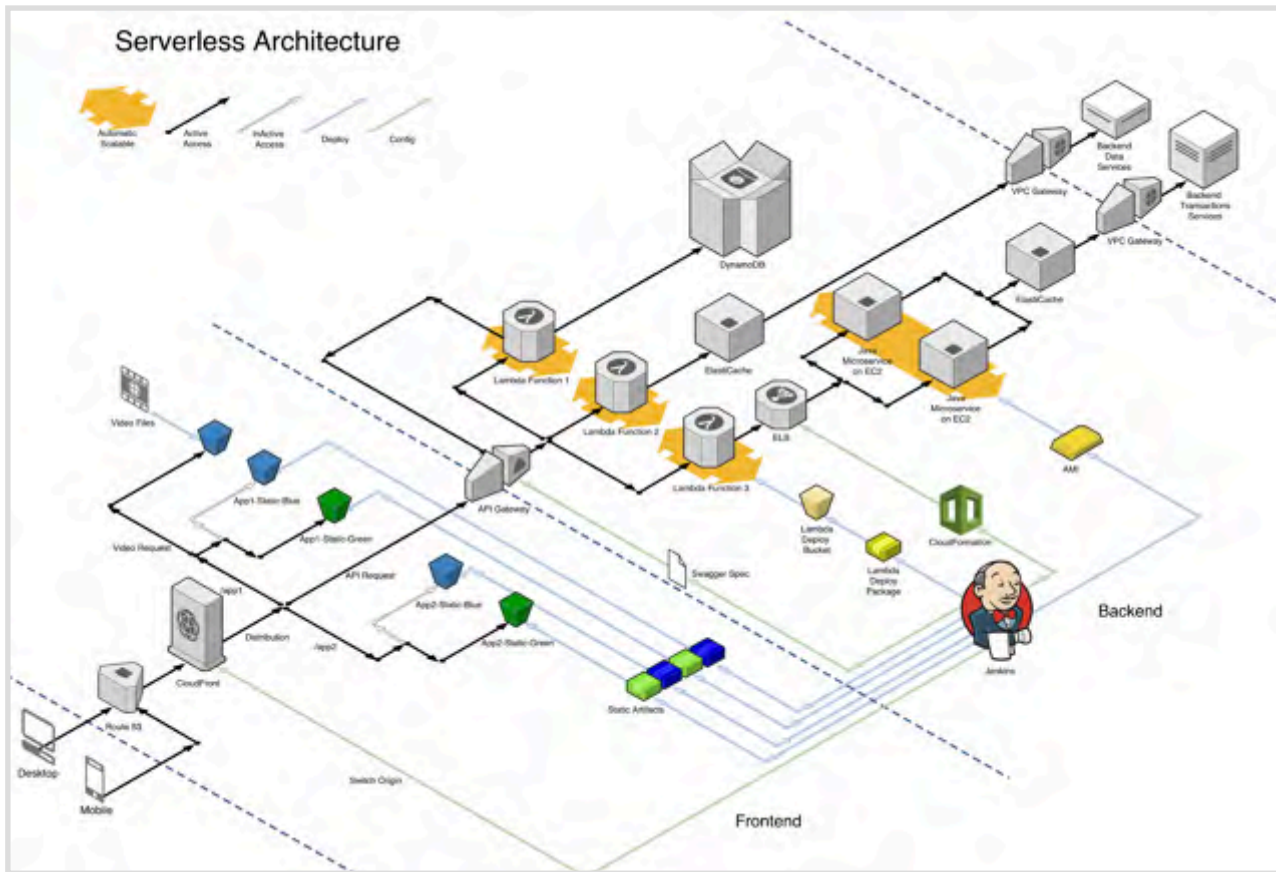 Serverless Architecture
Automatic
Scalable
Active
Access
InActive
Access
Deploy
Config
Backend
Data
Services
VPC Gateway
Backend
Transactions
Services
VPC Gateway
DynamoDB
ElastiCache
Java
Microservice
on EC2
Lambda Function 1
ElastiCache
Java
Microservice
on EC2
Video Files
Lambda Function 2
ELB
AMI
Lambda Function 3
App1-Static-Blue
API Gateway
Lambda
Deploy
Bucket
CloudFormation
App1-Static-Green
Video Request
API Request
Swagger Spec
Lambda
Deploy
Package
/app1
App2-Static-Blue
Backend
Distribution
/app2
App2-Static-Green
CloudFront
Jenkins
Static Artifacts
Route 53
Desktop
Switch Origin
Mobile
Frontend